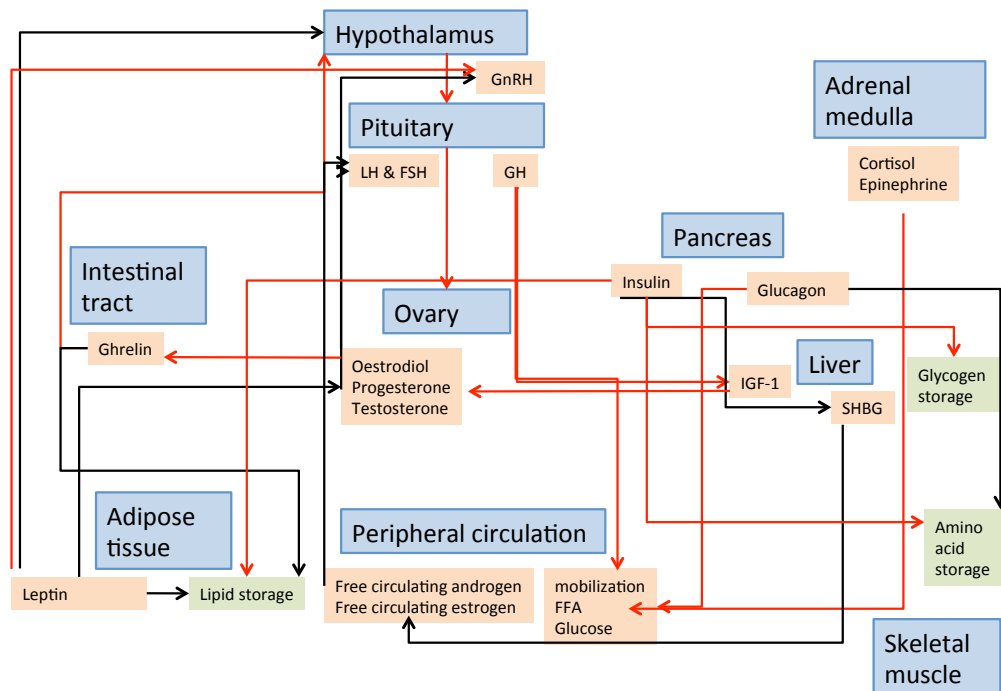 Hypothalamus
GnRH
Adrenal
medulla
Pituitary
LH & FSH
GH
Cortisol
Epinephrine
Pancreas
Intestinal
tract
Insulin
Glucagon
Ovary
Ghrelin
Oestrodiol
Progesterone
Testosterone
Liver
IGF-1
SHBG
Glycogen
storage
Adipose
tissue
Peripheral circulation
Amino
acid
storage
Leptin
Lipid storage
Free circulating androgen
Free circulating estrogen
mobilization
FFA
Glucose
Skeletal
muscle